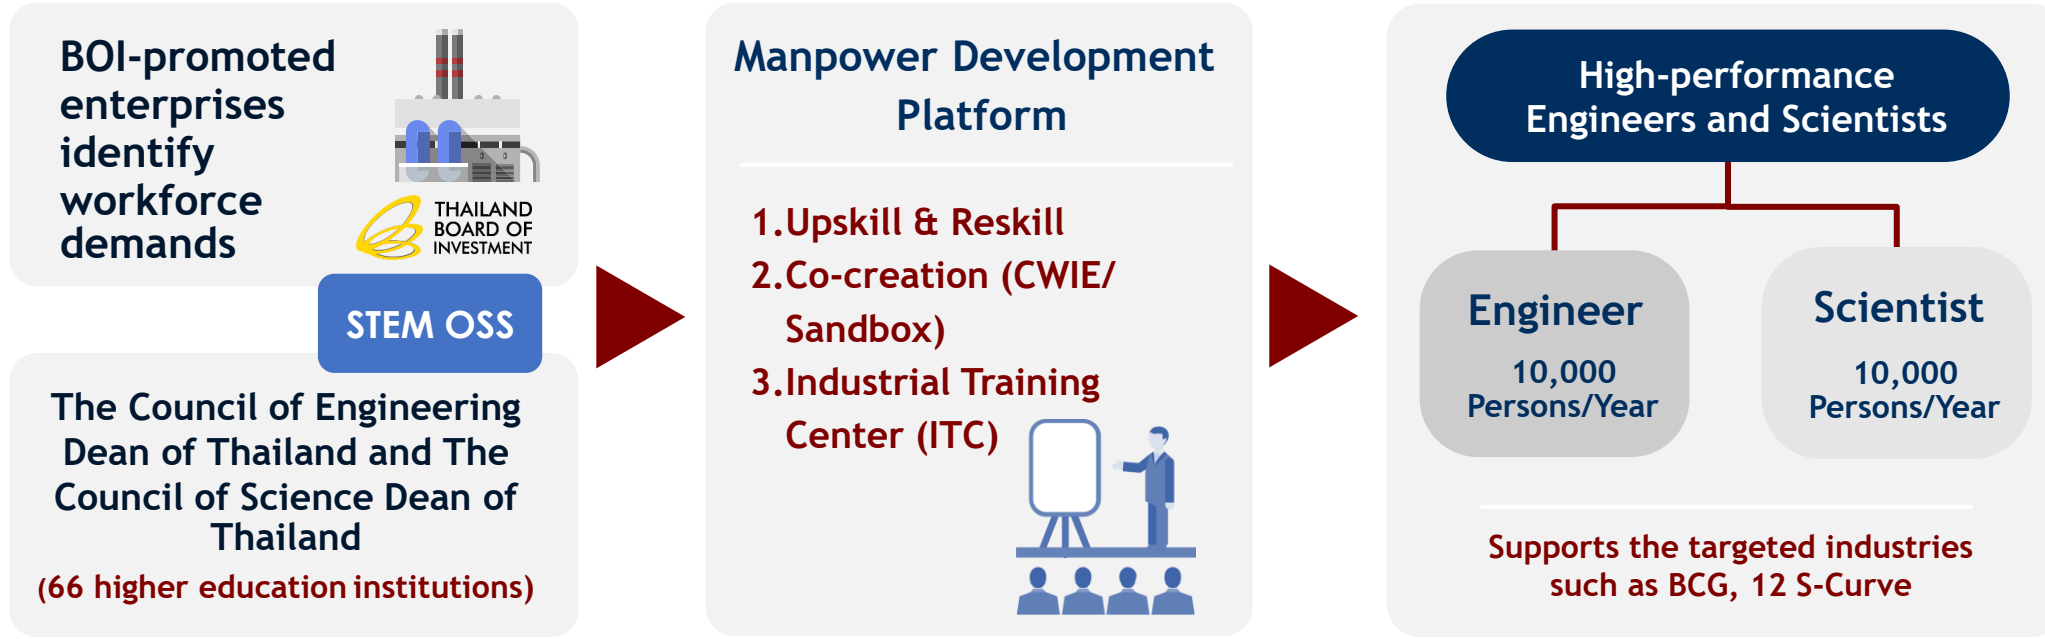 BOI-promoted
enterprises
identify
workforce
demands
THAILAND
BOARD OF
INVESTMENT
STEM OSS
The Council of Engineering
Dean of Thailand and The
Council of Science Dean of
Thailand
(66 higher education institutions)
Manpower Development
Platform
1.Upskill & Reskill
2.Co-creation (CWIE/
Sandbox)
3.Industrial Training
Center (ITC)
High-performance
Engineers and Scientists
Engineer
10,000
Persons/Year
Scientist
10,000
Persons/Year
Supports the targeted industries
such as BCG, 12 S-Curve